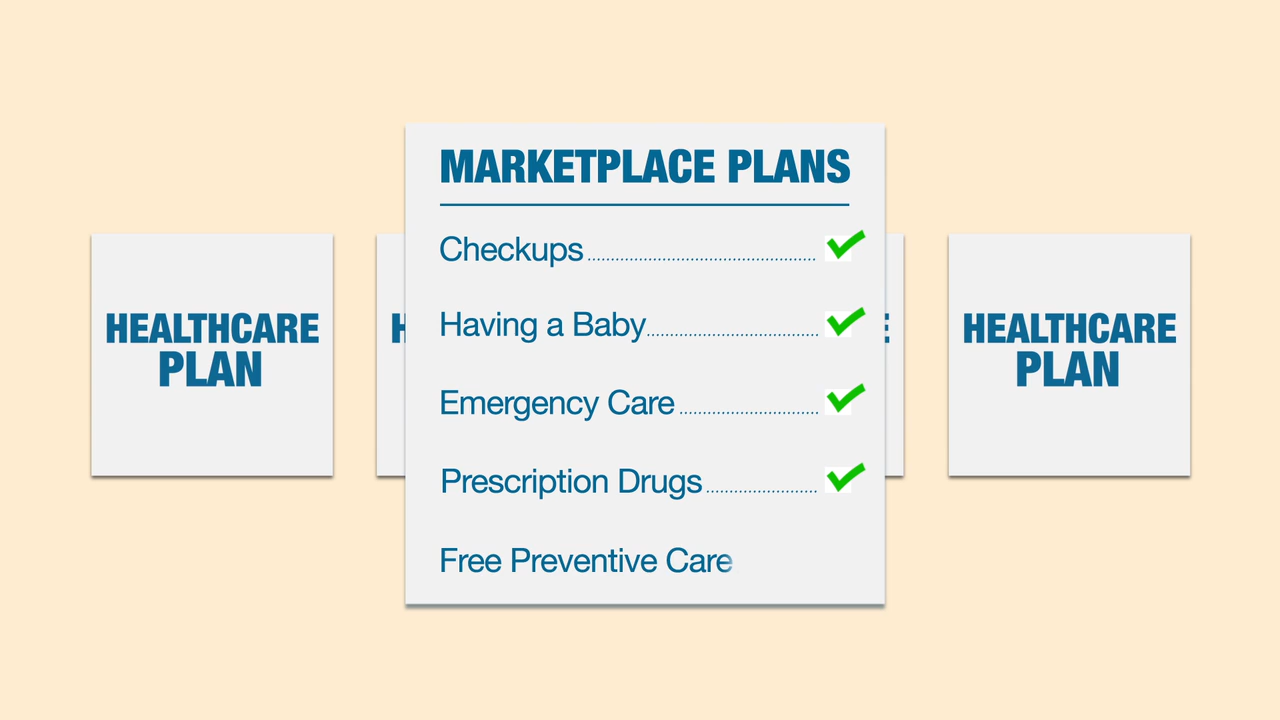 MARKETPLACE PLANS
Checkups
Having a Baby
Emergency Care
Prescription Drugs
Free Preventive Care
HEALTHCARE
PLAN
H
E
HEALTHCARE
PLAN